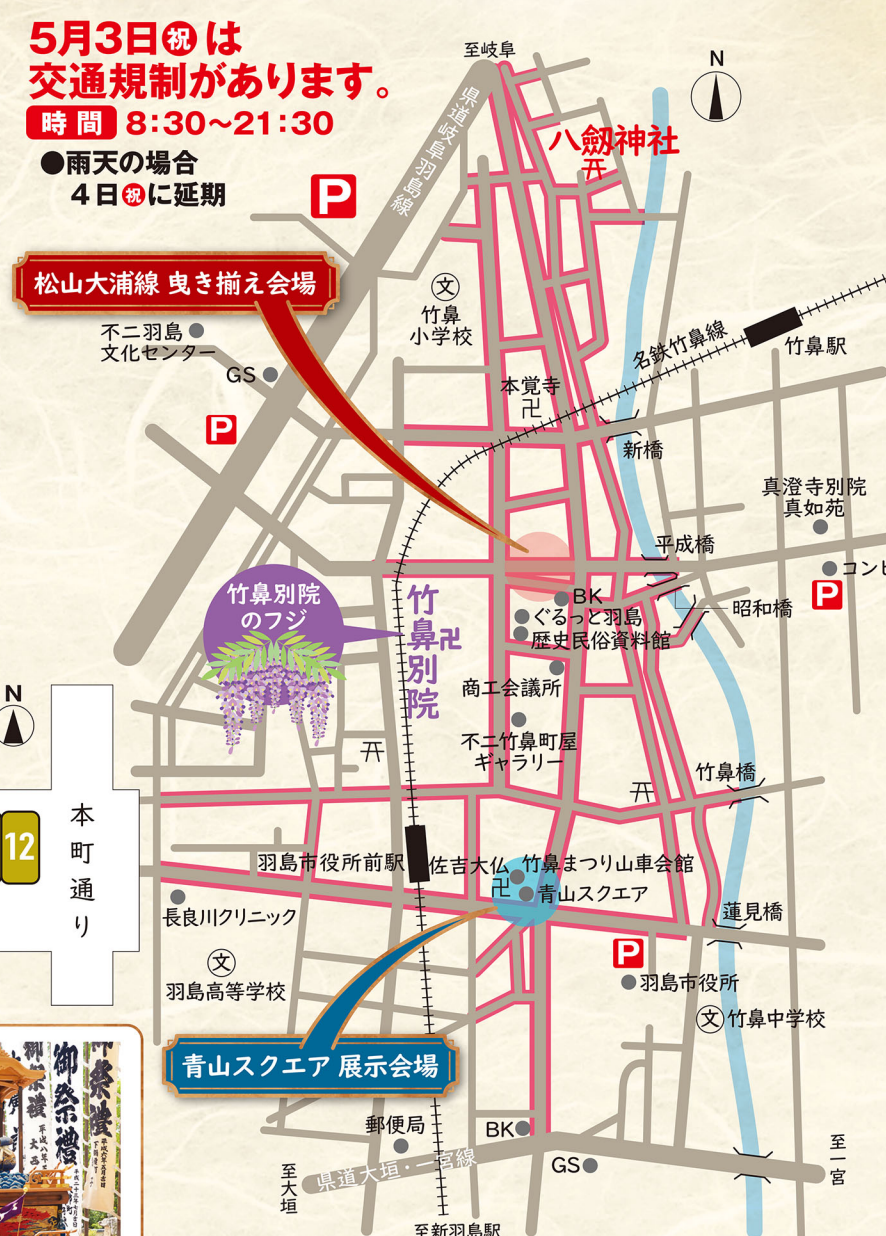 5月3日㊗は
交通規制があります。
時間 8:30〜21:30
●雨天の場合
4日㊗に延期
至岐阜
N
県道岐阜羽島線
八劔神社
P
松山大浦線 曳き揃え会場
文
竹鼻
小学校
不二羽島
文化センター
GS
P
名鉄竹鼻線
竹鼻駅
本覚寺
卍
新橋
真澄寺別院
真如苑
平成橋
コンビ
P
昭和橋
BK
ぐるっと羽島
歴史民俗資料館
竹鼻別院
のフジ
竹鼻別院
卍
商工会議所
不二竹鼻町屋
ギャラリー
竹鼻橋
N
本町通り
12
羽島市役所前駅
佐吉大仏
卍
竹鼻まつり山車会館
青山スクエア
長良川クリニック
蓮見橋
P
羽島市役所
文
羽島高等学校
文 竹鼻中学校
青山スクエア 展示会場
郵便局
BK
GS
県道大垣・一宮線
至大垣
至一宮
至新羽島駅
御祭禮
御祭禮